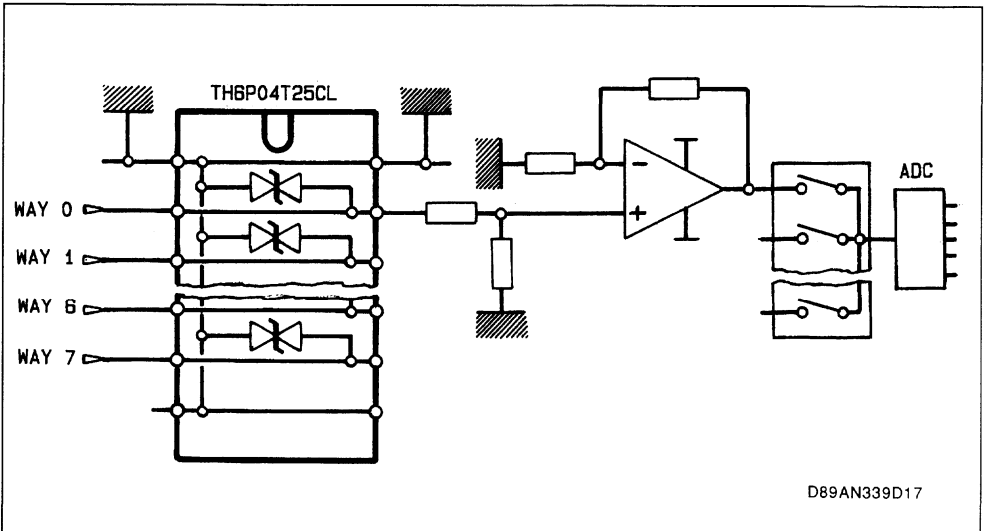 TH6P04T25CL
ADC
WAY 0
WAY 1
WAY 6
WAY 7
−
+
D89AN339D17